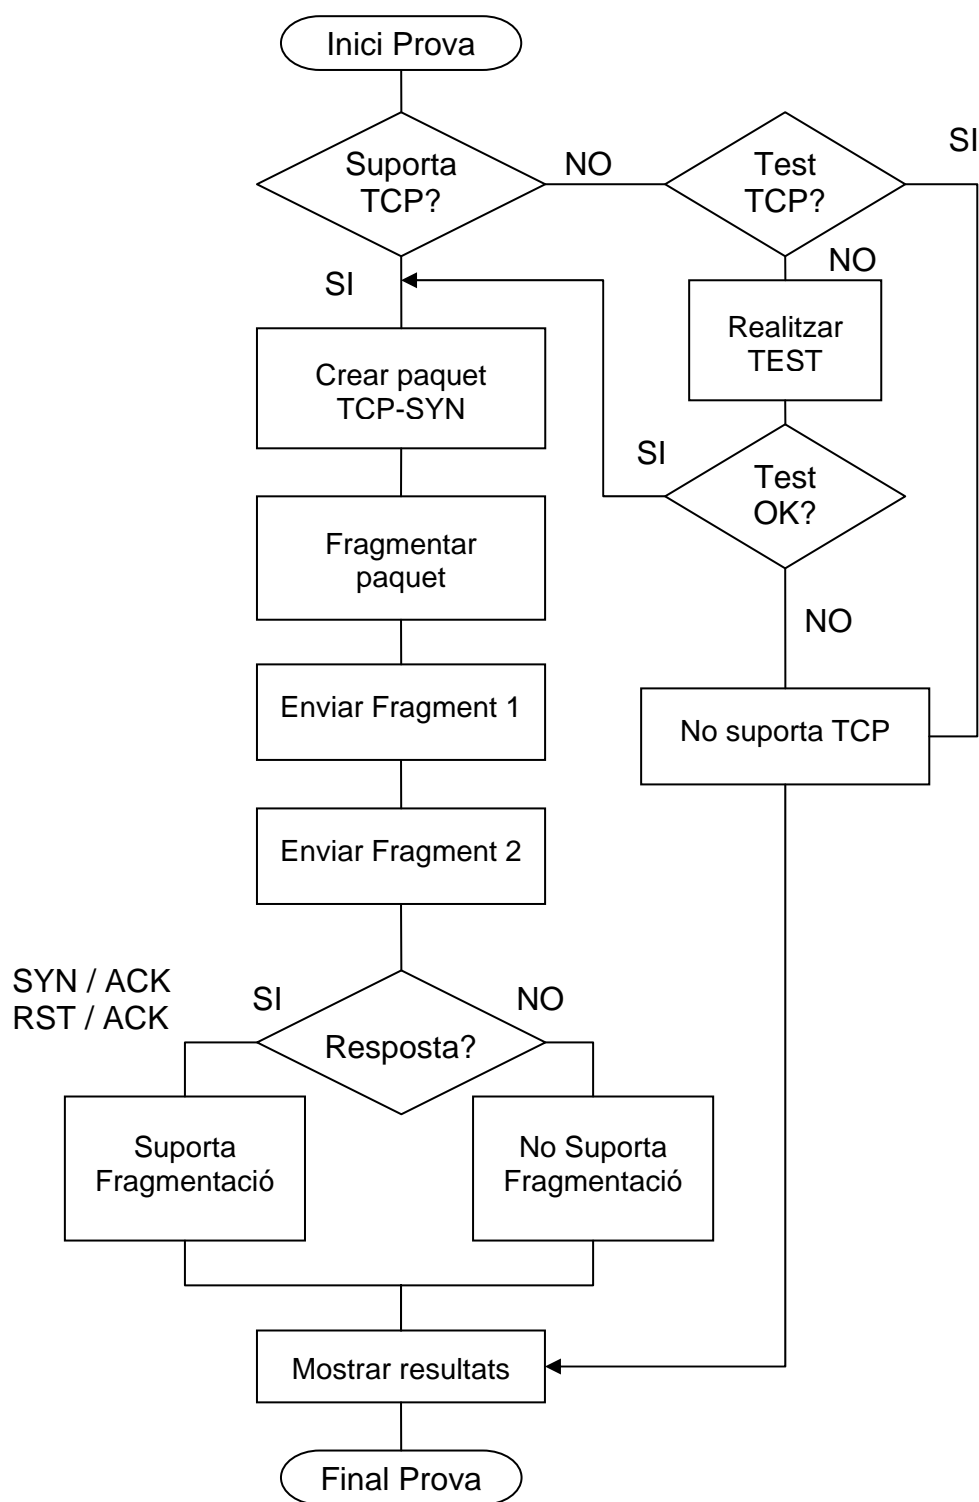 Inici Prova
Suporta
TCP?
NO
Test
TCP?
SI
SI
NO
Realitzar
TEST
Crear paquet
TCP-SYN
SI
Test
OK?
Fragmentar
paquet
NO
Enviar Fragment 1
No suporta TCP
Enviar Fragment 2
SYN / ACK
RST / ACK
SI
NO
Resposta?
Suporta
Fragmentació
No Suporta
Fragmentació
Mostrar resultats
Final Prova